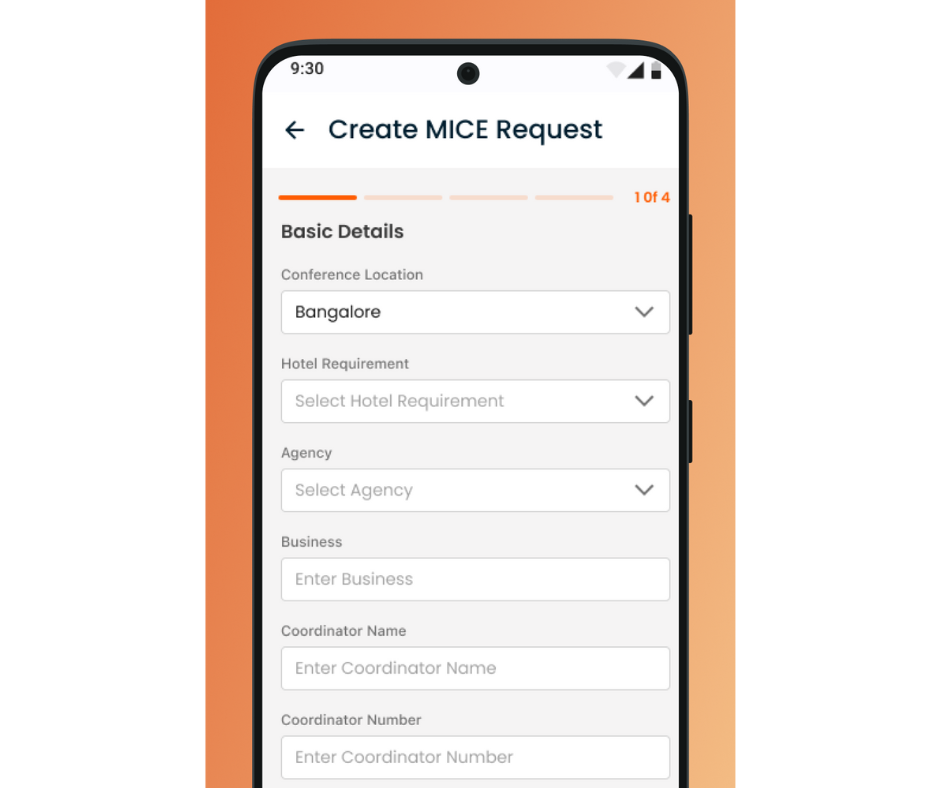 9:30
Create MICE Request
1 Of 4
Basic Details
Conference Location
Bangalore
Hotel Requirement
Select Hotel Requirement
Agency
Select Agency
Business
Enter Business
Coordinator Name
Enter Coordinator Name
Coordinator Number
Enter Coordinator Number